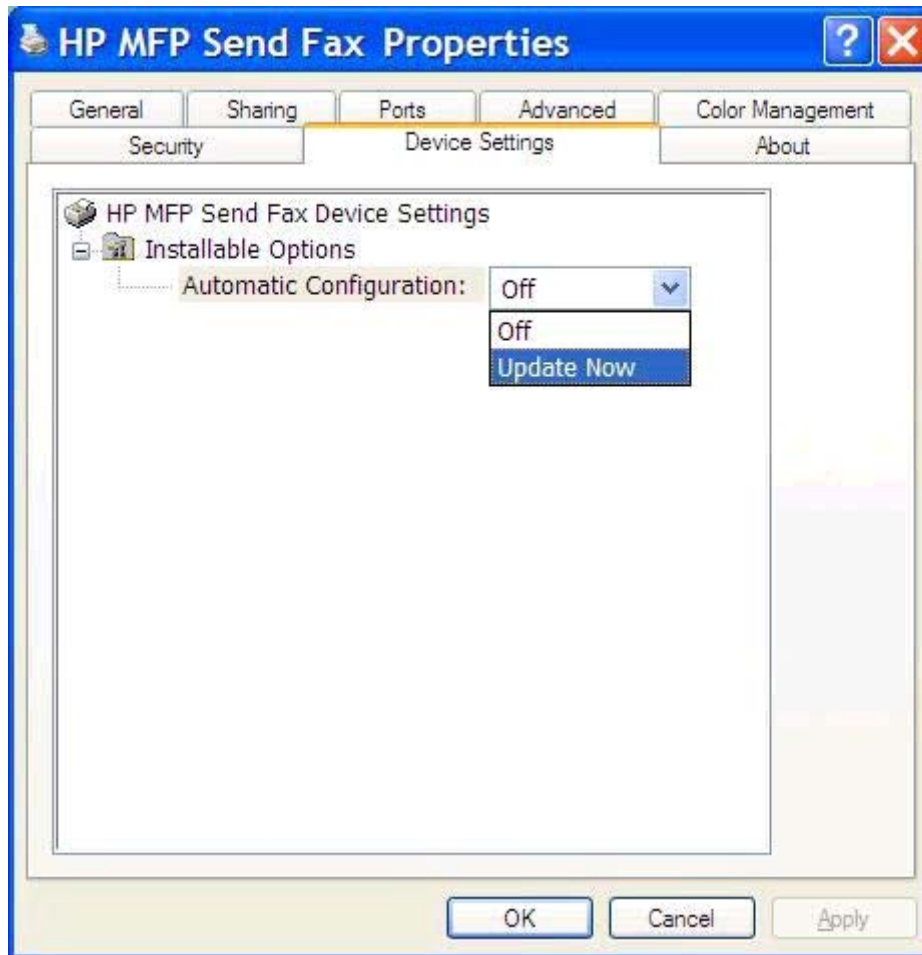 HP MFP Send Fax Properties
General Sharing Ports Advanced Color Management
Security Device Settings About
HP MFP Send Fax Device Settings
Installable Options
Automatic Configuration: Off
Off
Update Now
OK Cancel Apply